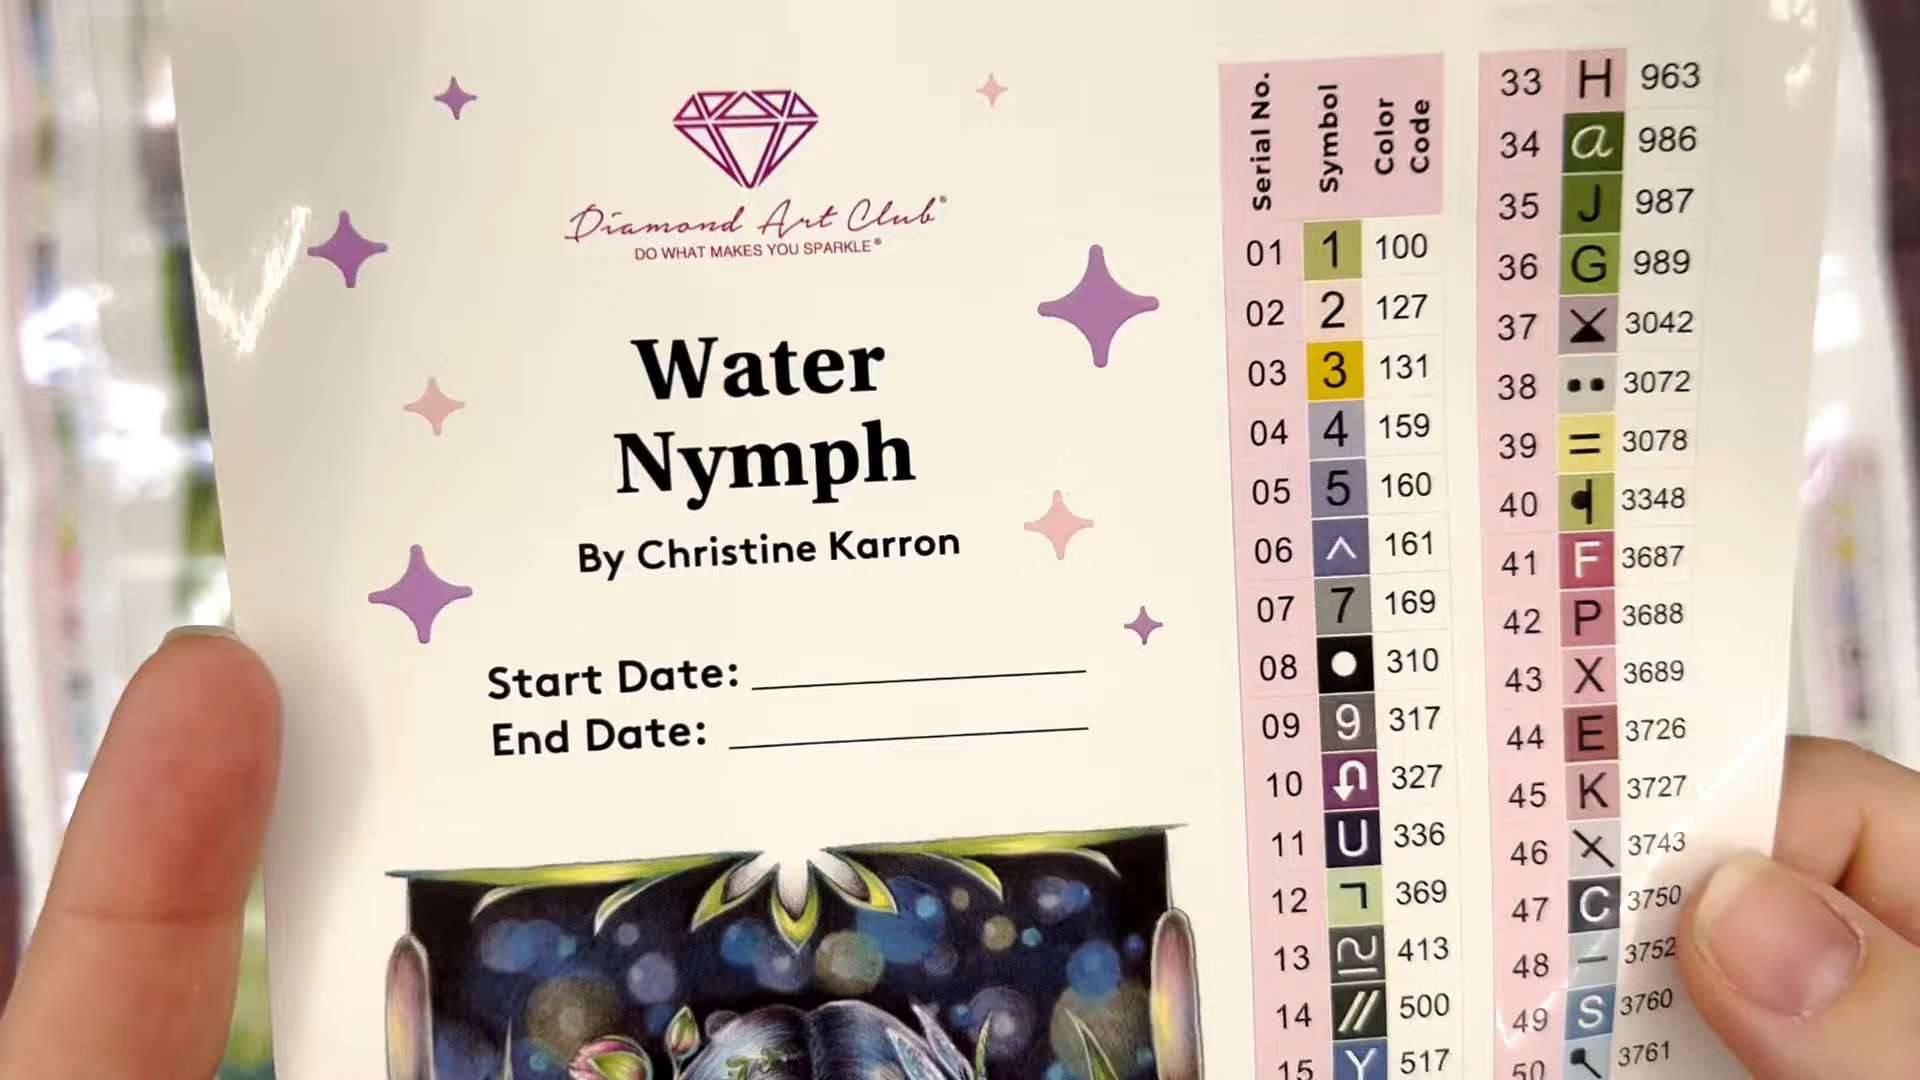 Diamond Art Club®
DO WHAT MAKES YOU SPARKLE®
Water
Nymph
By Christine Karron
Start Date:
End Date:
Serial No. Symbol Color Code
01 1 100
02 2 127
03 3 131
04 4 159
05 5 160
06 ^ 161
07 7 169
08 ● 310
09 9 317
10 327
11 U 336
12 ¬ 369
13 413
14 // 500
15 Y 517
33 H 963
34 a 986
35 J 987
36 G 989
37 3042
38 •• 3072
39 = 3078
40 ¶ 3348
41 F 3687
42 P 3688
43 X 3689
44 E 3726
45 K 3727
46 \ 3743
47 C 3750
48 – 3752
49 S 3760
50 3761